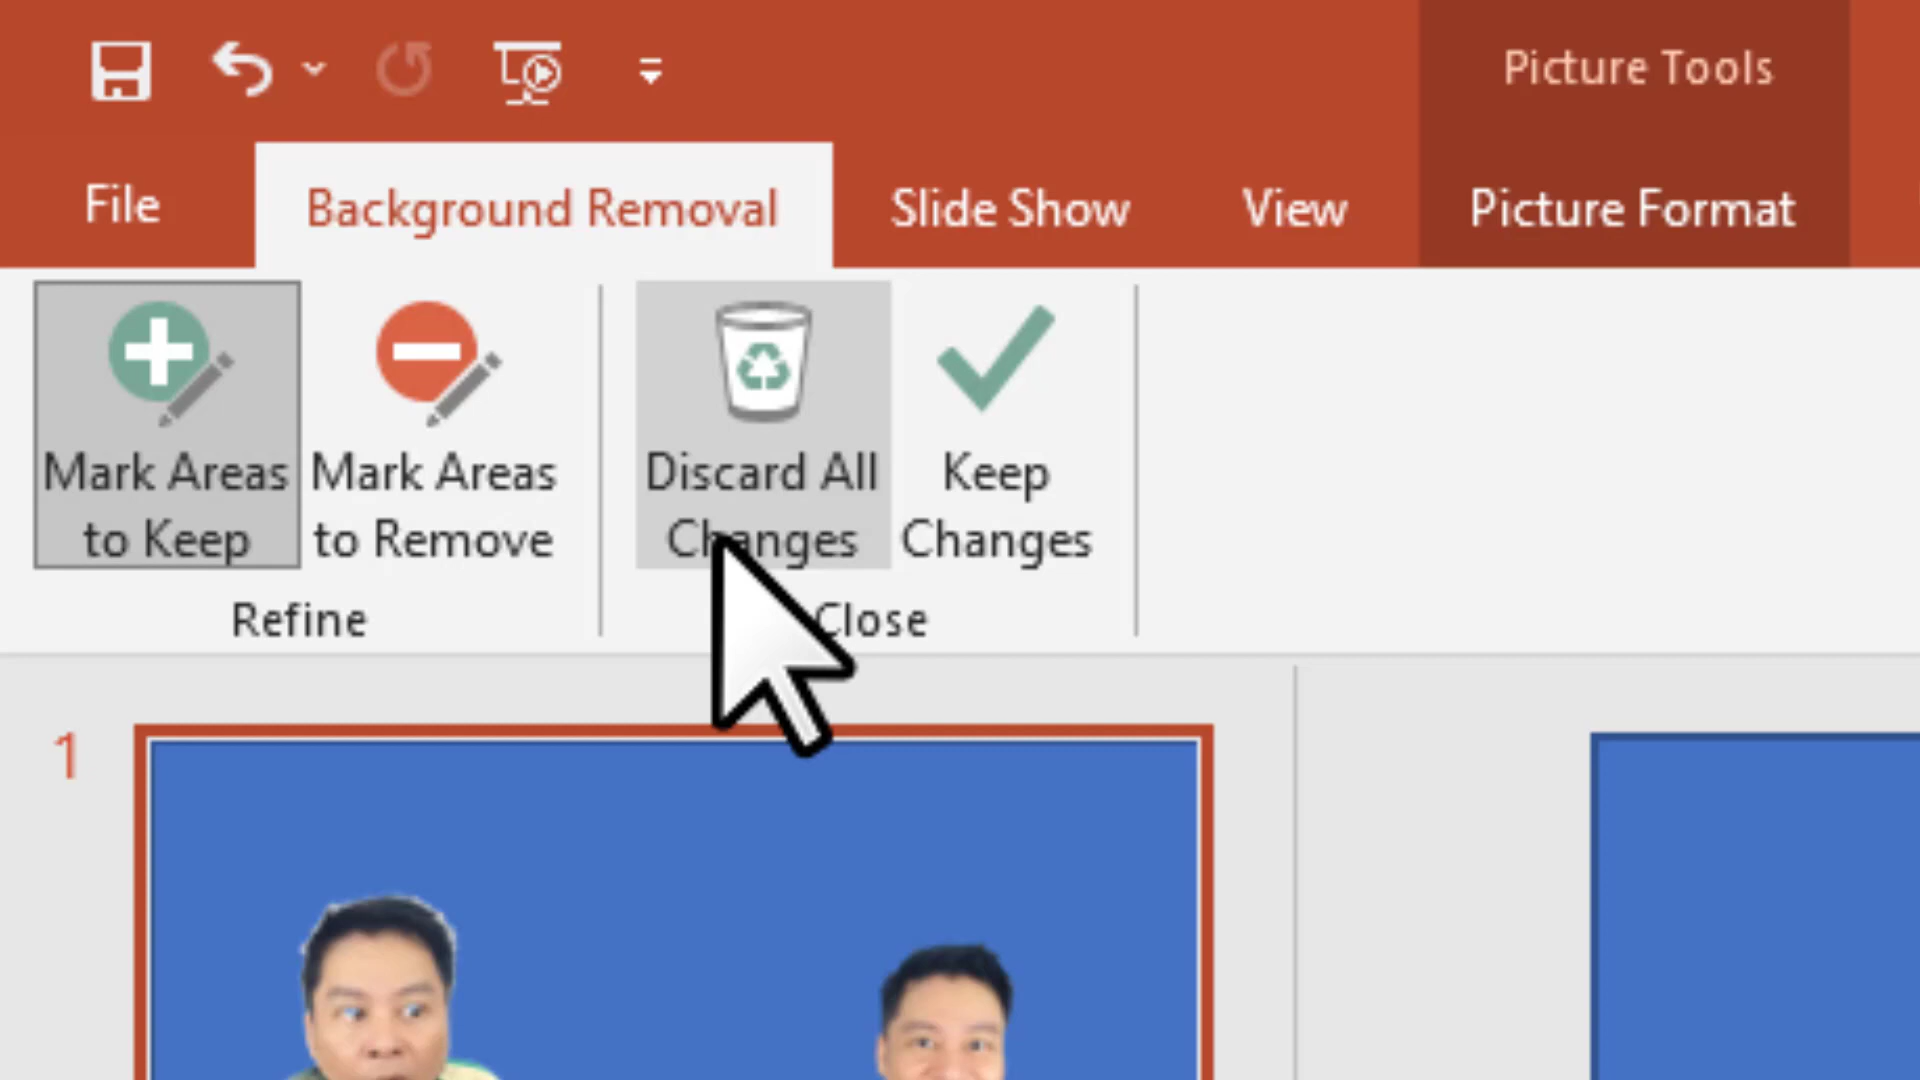 Picture Tools
File
Background Removal
Slide Show
View
Picture Format
Mark Areas
to Keep
Mark Areas
to Remove
Discard All
Changes
Keep
Changes
Refine
Close
1